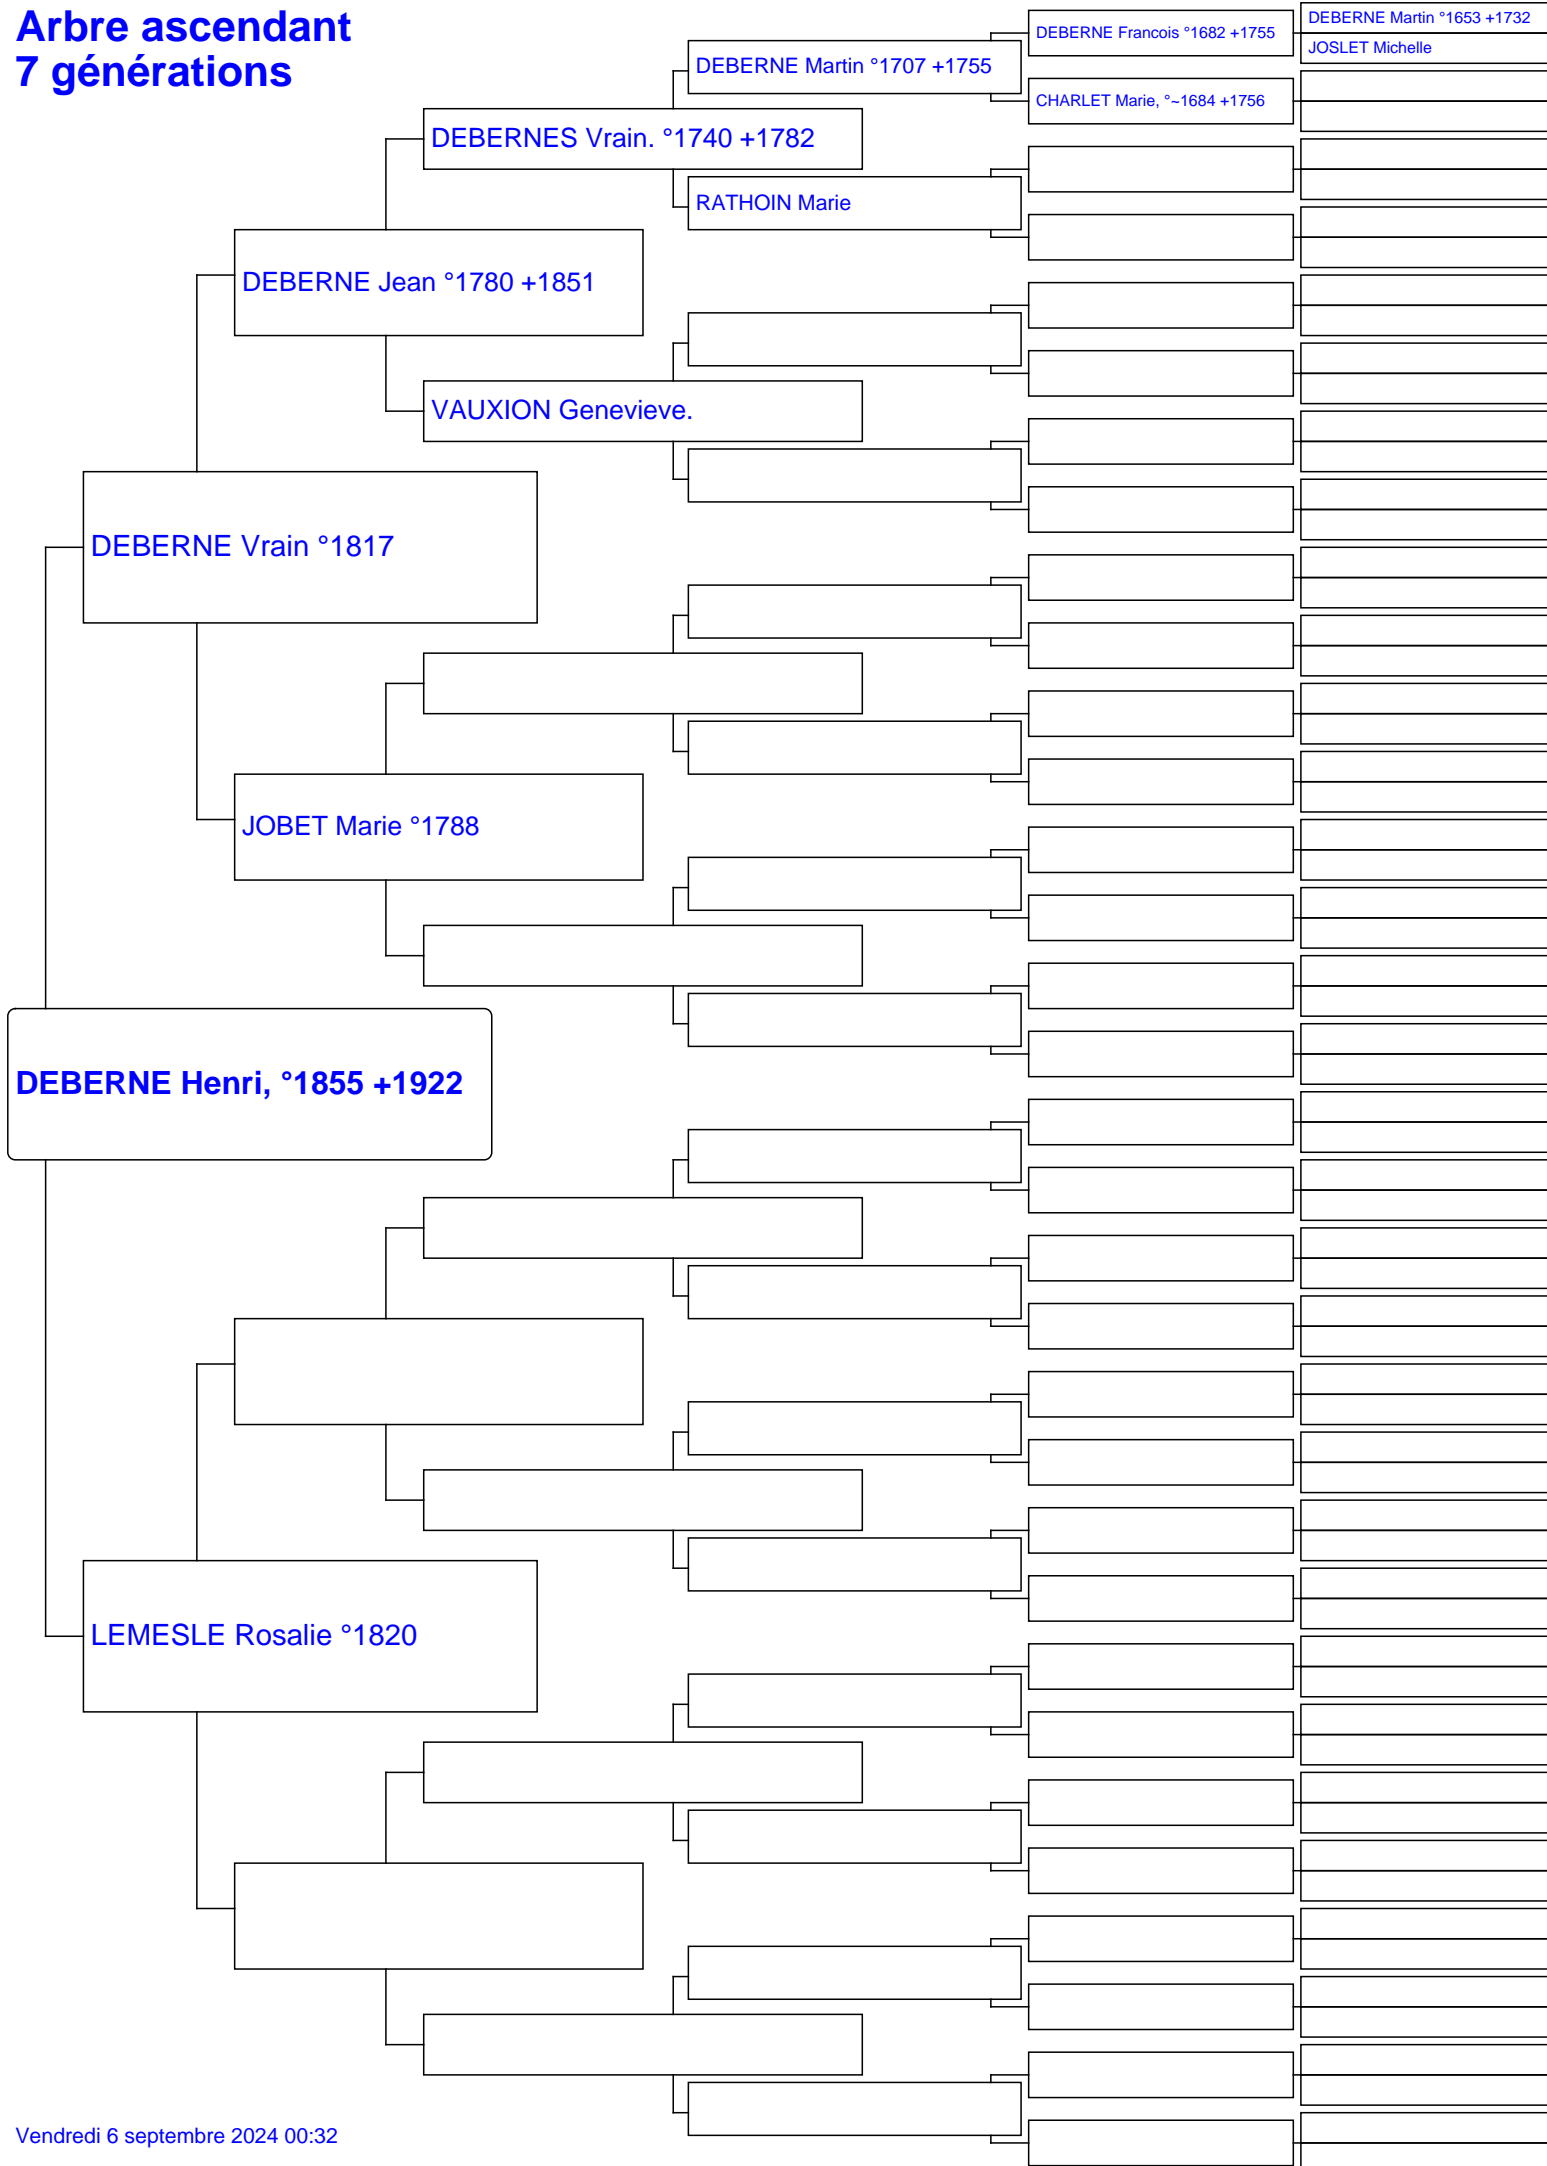 Arbre ascendant
7 générations
DEBERNE Martin °1653 +1732
JOSLET Michelle
DEBERNE Francois °1682 +1755
DEBERNE Martin °1707 +1755
CHARLET Marie, °~1684 +1756
DEBERNES Vrain. °1740 +1782
RATHOIN Marie
DEBERNE Jean °1780 +1851
VAUXION Genevieve.
DEBERNE Vrain °1817
JOBET Marie °1788
DEBERNE Henri, °1855 +1922
LEMESLE Rosalie °1820
Vendredi 6 septembre 2024 00:32